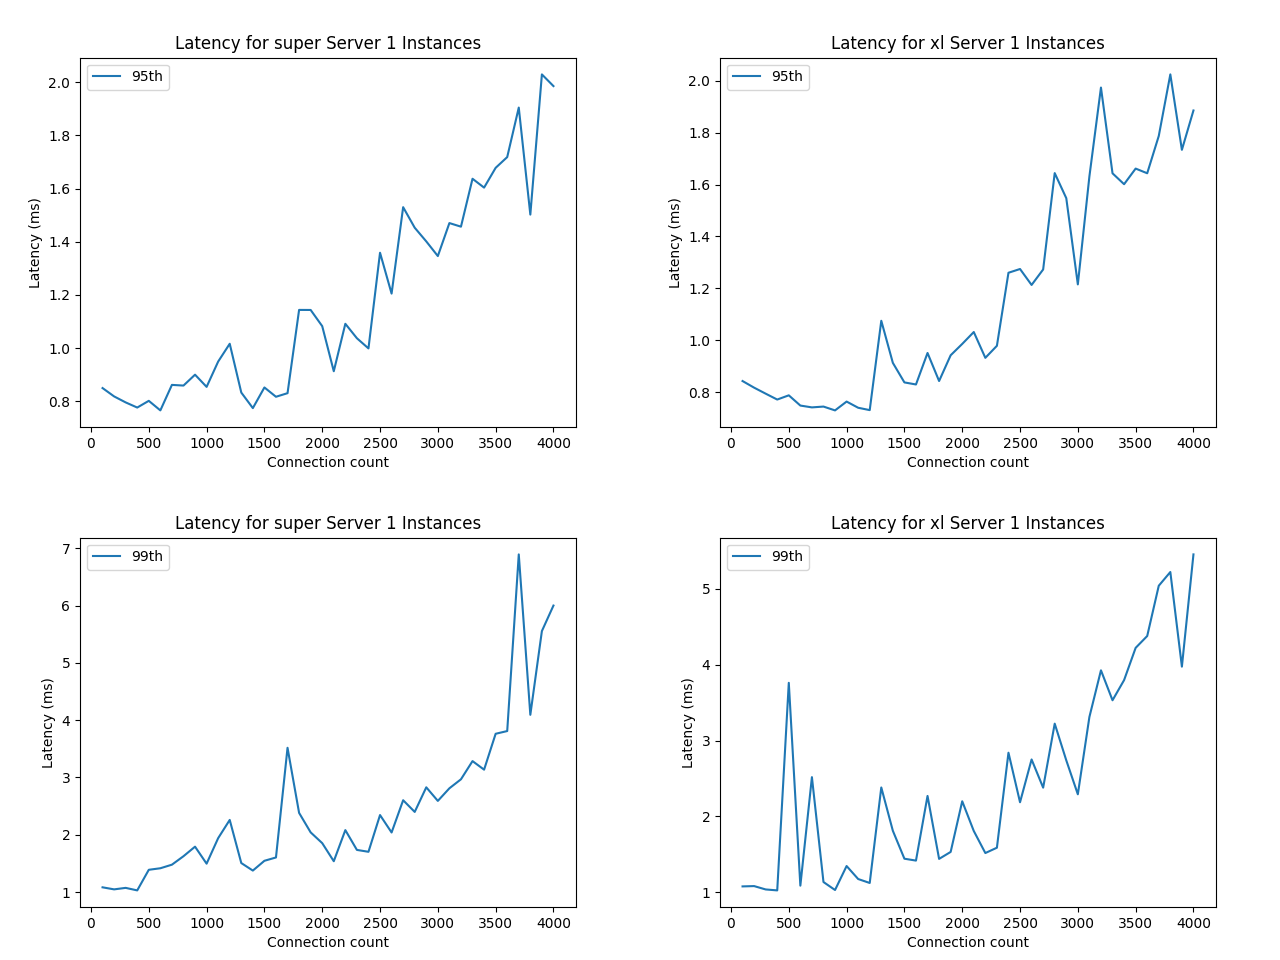 Latency for super Server 1 Instances
95th
2.0
1.8
1.6
1.4
1.2
1.0
0.8
Latency (ms)
0 500 1000 1500 2000 2500 3000 3500 4000
Connection count
Latency for xl Server 1 Instances
95th
2.0
1.8
1.6
1.4
1.2
1.0
0.8
Latency (ms)
0 500 1000 1500 2000 2500 3000 3500 4000
Connection count
Latency for super Server 1 Instances
99th
7
6
5
4
3
2
1
Latency (ms)
0 500 1000 1500 2000 2500 3000 3500 4000
Connection count
Latency for xl Server 1 Instances
99th
5
4
3
2
1
Latency (ms)
0 500 1000 1500 2000 2500 3000 3500 4000
Connection count